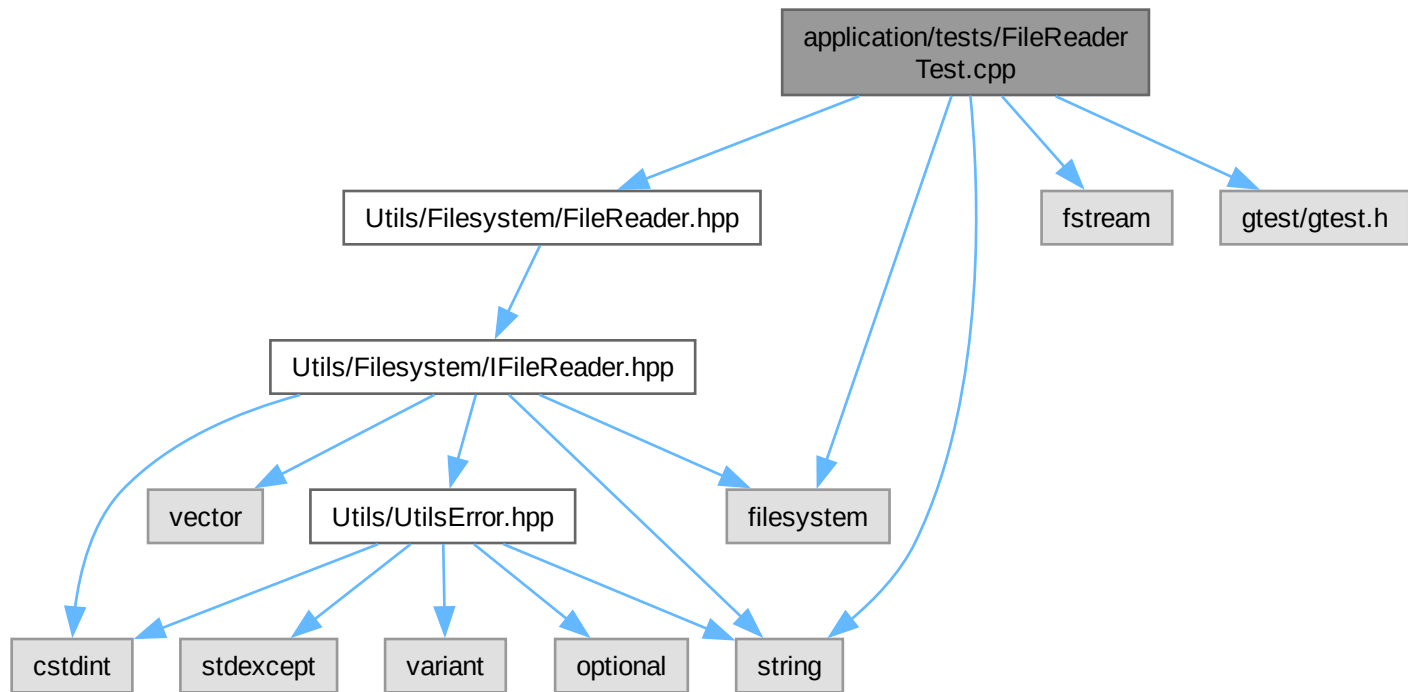 application/tests/FileReader
Test.cpp
Utils/Filesystem/FileReader.hpp
fstream
gtest/gtest.h
Utils/Filesystem/IFileReader.hpp
vector
Utils/UtilsError.hpp
filesystem
cstdint
stdexcept
variant
optional
string